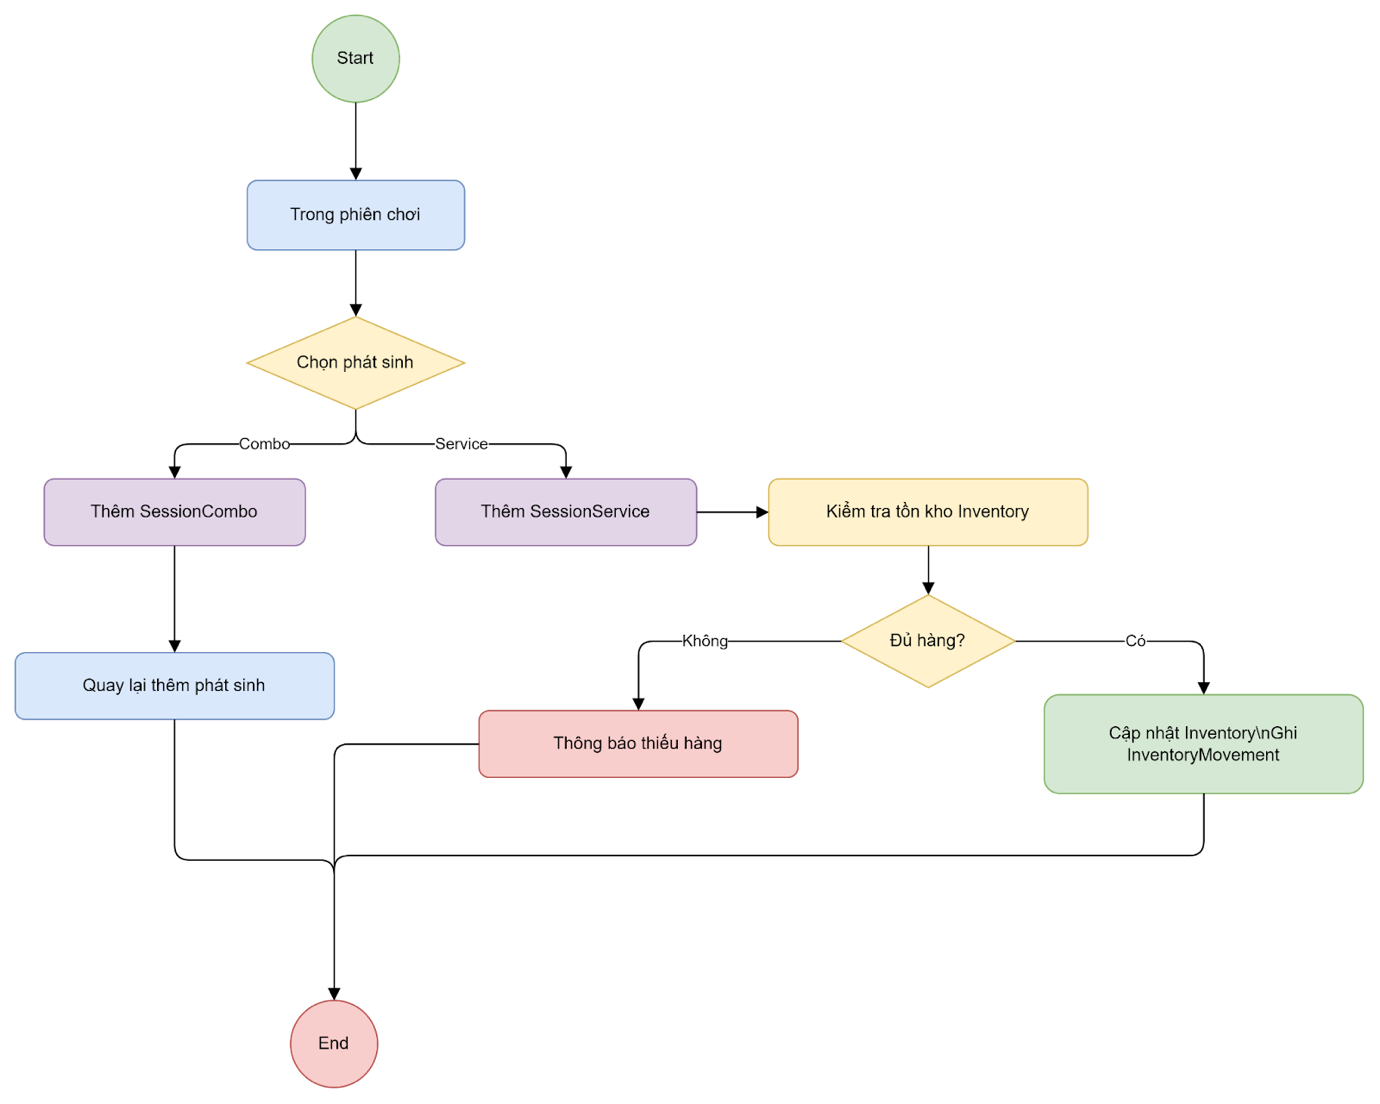 Start
Trong phiên chơi
Chọn phát sinh
Combo
Service
Thêm SessionCombo
Thêm SessionService
Kiểm tra tồn kho Inventory
Không
Đủ hàng?
Có
Quay lại thêm phát sinh
Thông báo thiếu hàng
Cập nhật Inventory\nGhi
InventoryMovement
End